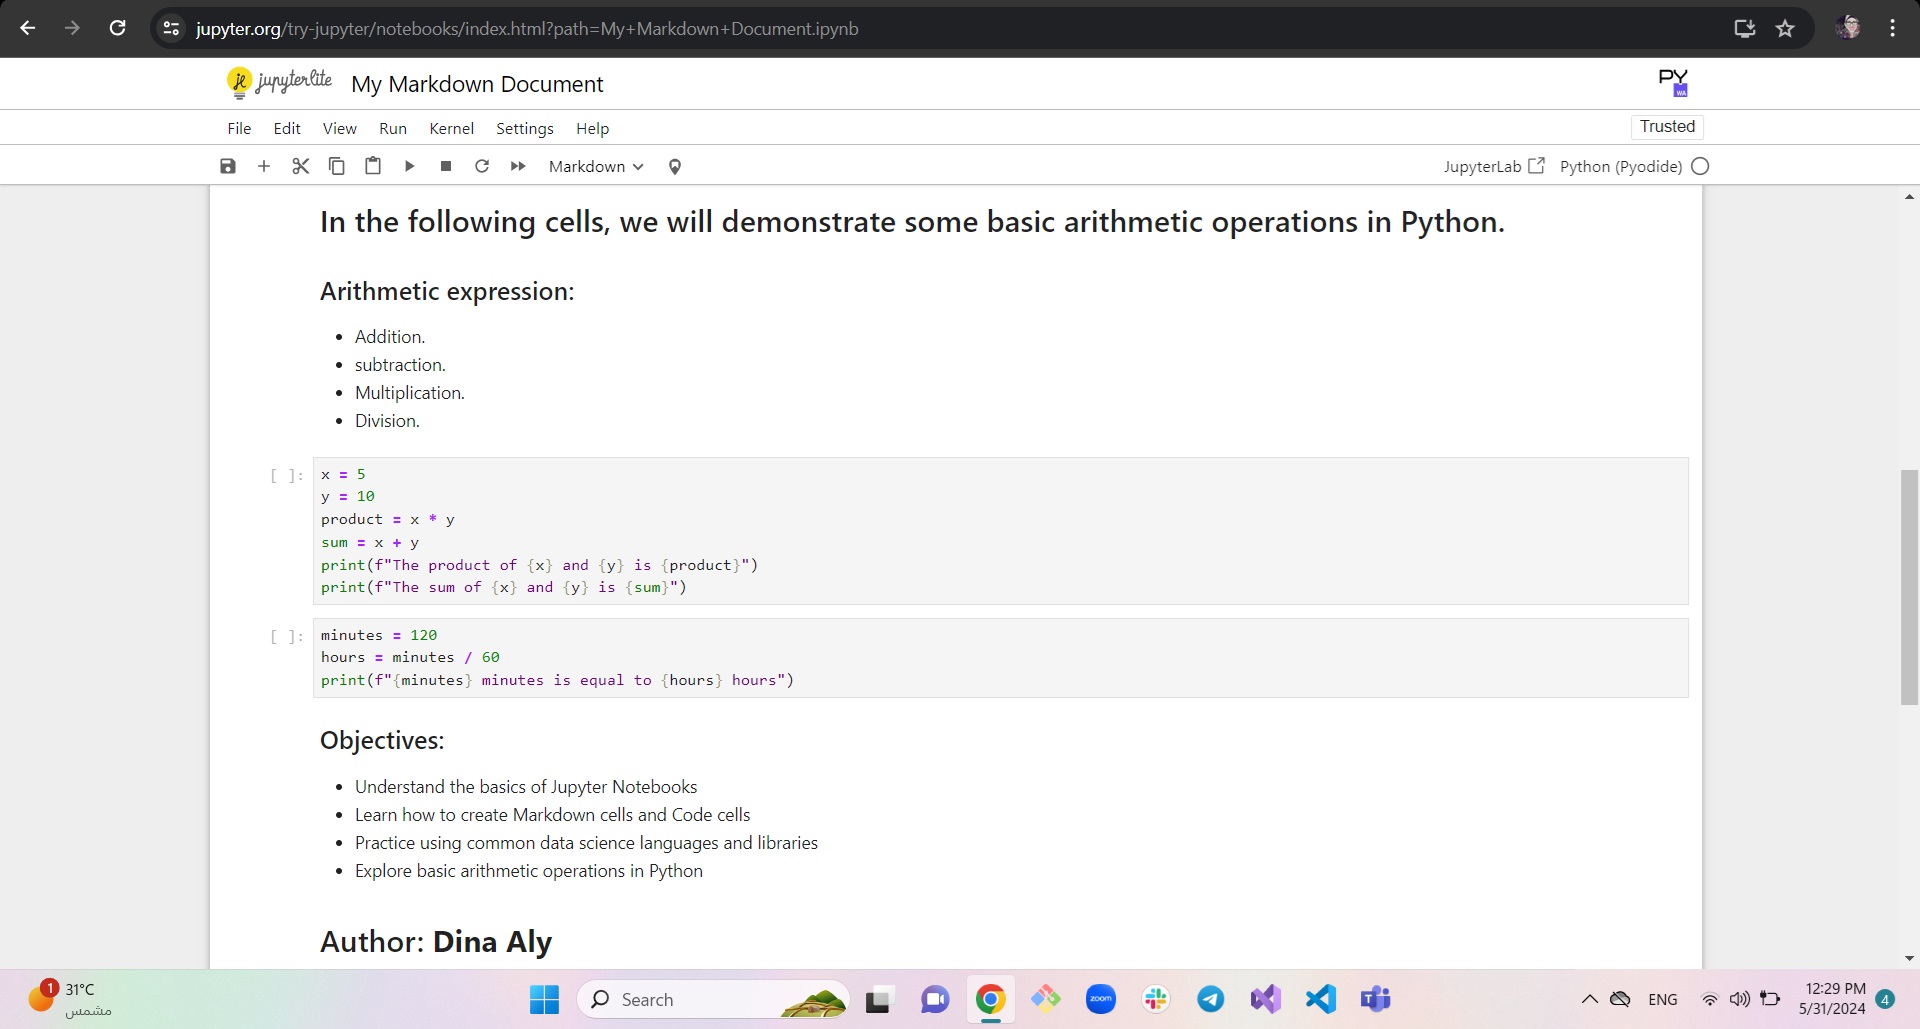 jupyter.org/try-jupyter/notebooks/index.html?path=My+Markdown+Document.ipynb
jupyterlite My Markdown Document PY WA
File Edit View Run Kernel Settings Help Trusted
Markdown JupyterLab Python (Pyodide)
In the following cells, we will demonstrate some basic arithmetic operations in Python.
Arithmetic expression:
• Addition.
• subtraction.
• Multiplication.
• Division.
[ ]: x = 5
y = 10
product = x * y
sum = x + y
print(f"The product of {x} and {y} is {product}")
print(f"The sum of {x} and {y} is {sum}")
[ ]: minutes = 120
hours = minutes / 60
print(f"{minutes} minutes is equal to {hours} hours")
Objectives:
• Understand the basics of Jupyter Notebooks
• Learn how to create Markdown cells and Code cells
• Practice using common data science languages and libraries
• Explore basic arithmetic operations in Python
Author: Dina Aly
1 31°C
مشمس
Search
zoom
ENG
12:29 PM
5/31/2024 4